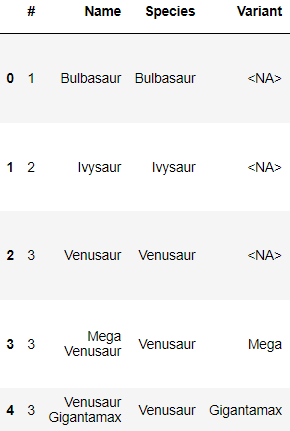 # Name Species Variant
0 1 Bulbasaur Bulbasaur <NA>
1 2 Ivysaur Ivysaur <NA>
2 3 Venusaur Venusaur <NA>
3 3 Mega Venusaur Venusaur Mega
4 3 Venusaur Gigantamax Venusaur Gigantamax